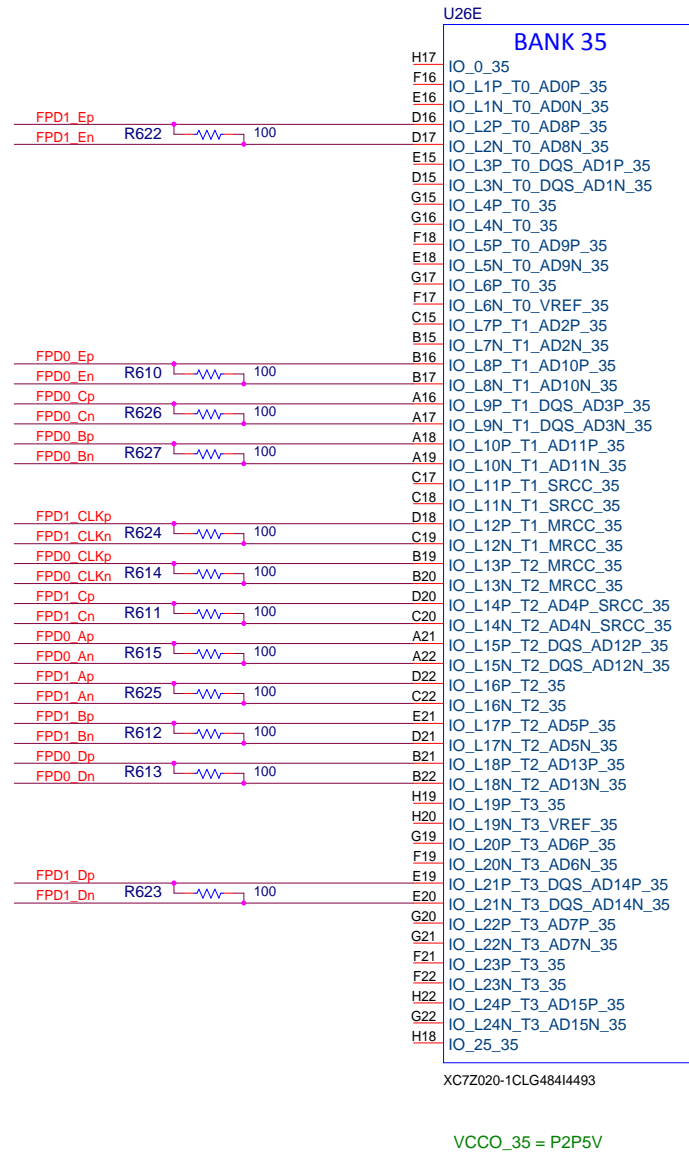 U26E
BANK 35
H17 IO_0_35
F16 IO_L1P_T0_AD0P_35
E16 IO_L1N_T0_AD0N_35
FPD1_Ep D16 IO_L2P_T0_AD8P_35
FPD1_En R622 100 D17 IO_L2N_T0_AD8N_35
E15 IO_L3P_T0_DQS_AD1P_35
D15 IO_L3N_T0_DQS_AD1N_35
G15 IO_L4P_T0_35
G16 IO_L4N_T0_35
F18 IO_L5P_T0_AD9P_35
E18 IO_L5N_T0_AD9N_35
G17 IO_L6P_T0_35
F17 IO_L6N_T0_VREF_35
C15 IO_L7P_T1_AD2P_35
B15 IO_L7N_T1_AD2N_35
FPD0_Ep B16 IO_L8P_T1_AD10P_35
FPD0_En R610 100 B17 IO_L8N_T1_AD10N_35
FPD0_Cp A16 IO_L9P_T1_DQS_AD3P_35
FPD0_Cn R626 100 A17 IO_L9N_T1_DQS_AD3N_35
FPD0_Bp A18 IO_L10P_T1_AD11P_35
FPD0_Bn R627 100 A19 IO_L10N_T1_AD11N_35
C17 IO_L11P_T1_SRCC_35
C18 IO_L11N_T1_SRCC_35
FPD1_CLKp D18 IO_L12P_T1_MRCC_35
FPD1_CLKn R624 100 C19 IO_L12N_T1_MRCC_35
FPD0_CLKp B19 IO_L13P_T2_MRCC_35
FPD0_CLKn R614 100 B20 IO_L13N_T2_MRCC_35
FPD1_Cp D20 IO_L14P_T2_AD4P_SRCC_35
FPD1_Cn R611 100 C20 IO_L14N_T2_AD4N_SRCC_35
FPD0_Ap A21 IO_L15P_T2_DQS_AD12P_35
FPD0_An R615 100 A22 IO_L15N_T2_DQS_AD12N_35
FPD1_Ap D22 IO_L16P_T2_35
FPD1_An R625 100 C22 IO_L16N_T2_35
FPD1_Bp E21 IO_L17P_T2_AD5P_35
FPD1_Bn R612 100 D21 IO_L17N_T2_AD5N_35
FPD0_Dp B21 IO_L18P_T2_AD13P_35
FPD0_Dn R613 100 B22 IO_L18N_T2_AD13N_35
H19 IO_L19P_T3_35
H20 IO_L19N_T3_VREF_35
G19 IO_L20P_T3_AD6P_35
F19 IO_L20N_T3_AD6N_35
FPD1_Dp E19 IO_L21P_T3_DQS_AD14P_35
FPD1_Dn R623 100 E20 IO_L21N_T3_DQS_AD14N_35
G20 IO_L22P_T3_AD7P_35
G21 IO_L22N_T3_AD7N_35
F21 IO_L23P_T3_35
F22 IO_L23N_T3_35
H22 IO_L24P_T3_AD15P_35
G22 IO_L24N_T3_AD15N_35
H18 IO_25_35
XC7Z020-1CLG484I4493
VCCO_35 = P2P5V